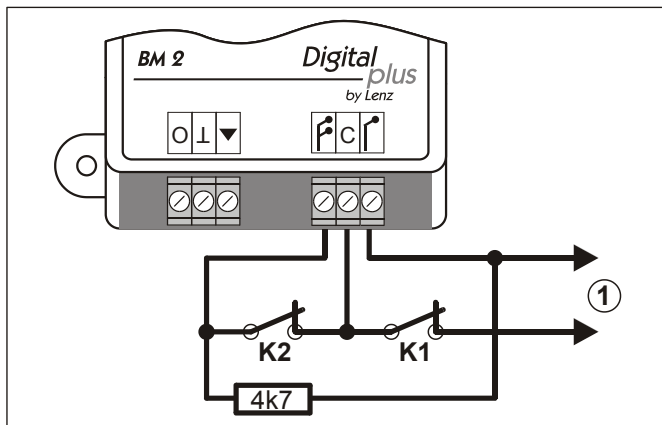 BM 2
Digital
plus
by Lenz
O ⊥ ▼
C
1
K2 K1
4k7